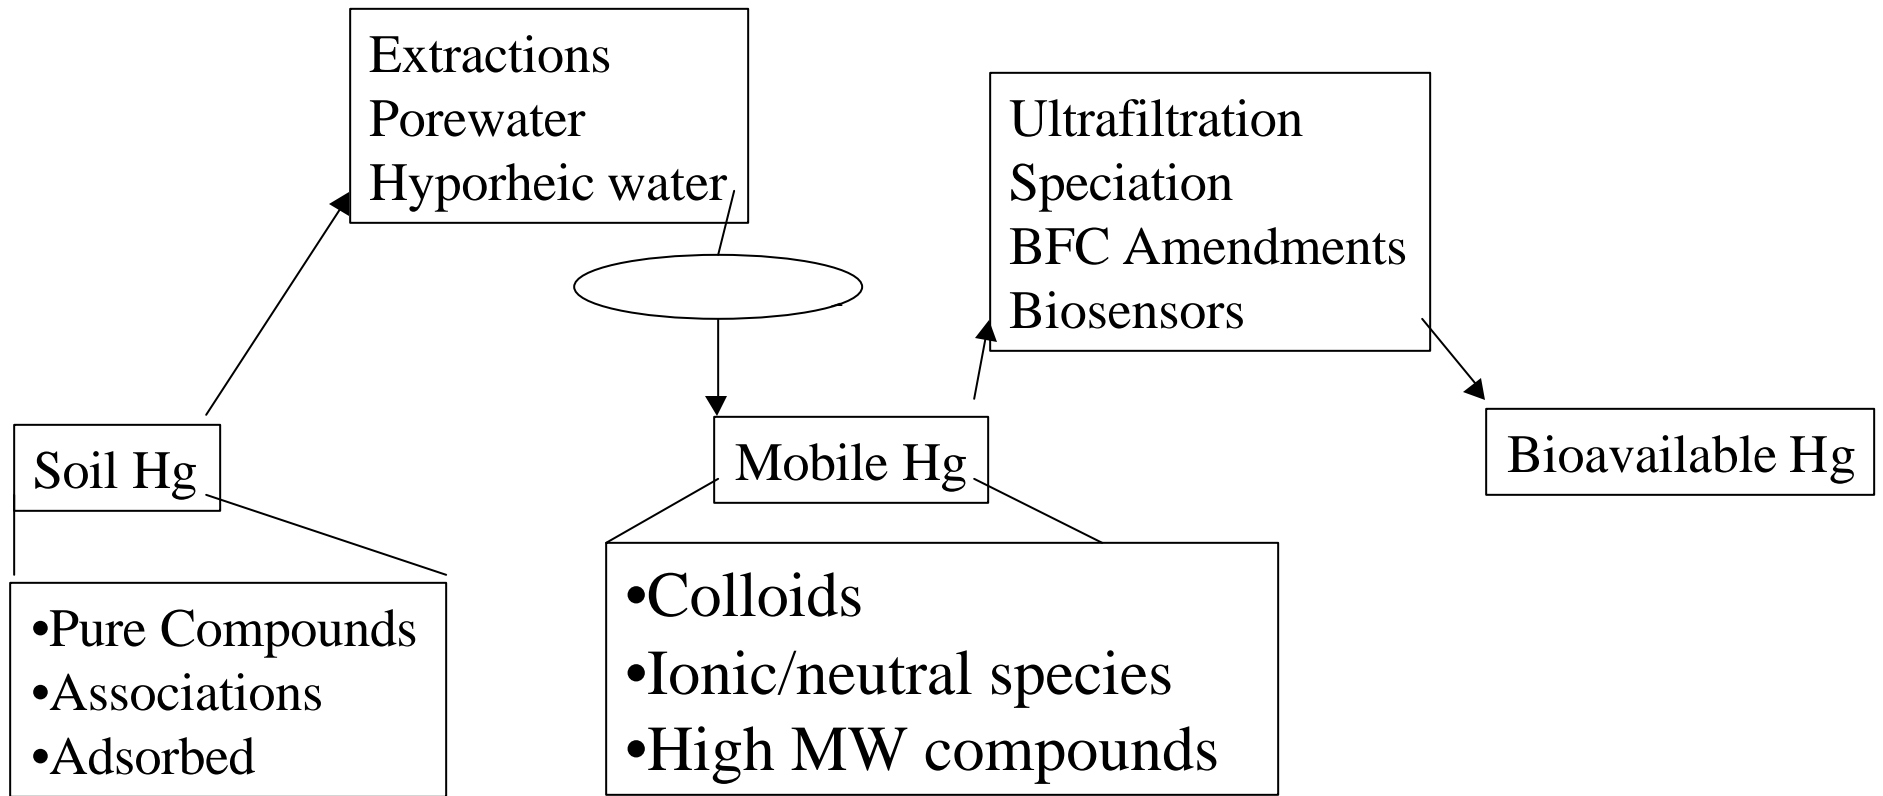 Extractions
Porewater
Hyporheic water
Ultrafiltration
Speciation
BFC Amendments
Biosensors
Soil Hg
Mobile Hg
Bioavailable Hg
•Pure Compounds
•Associations
•Adsorbed
•Colloids
•Ionic/neutral species
•High MW compounds